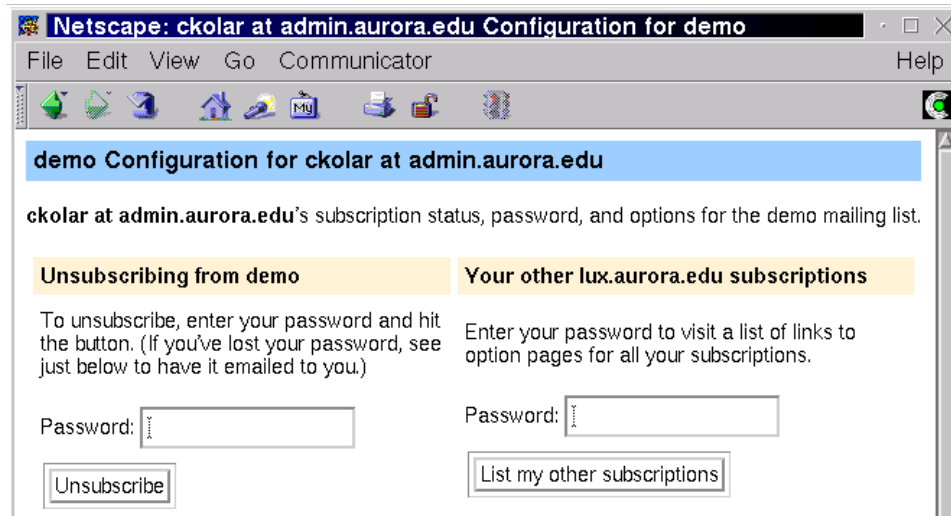 Netscape: ckolar at admin.aurora.edu Configuration for demo
File Edit View Go Communicator Help
My
demo Configuration for ckolar at admin.aurora.edu
ckolar at admin.aurora.edu's subscription status, password, and options for the demo mailing list.
Unsubscribing from demo
To unsubscribe, enter your password and hit
the button. (If you've lost your password, see
just below to have it emailed to you.)
Password:
Unsubscribe
Your other lux.aurora.edu subscriptions
Enter your password to visit a list of links to
option pages for all your subscriptions.
Password:
List my other subscriptions